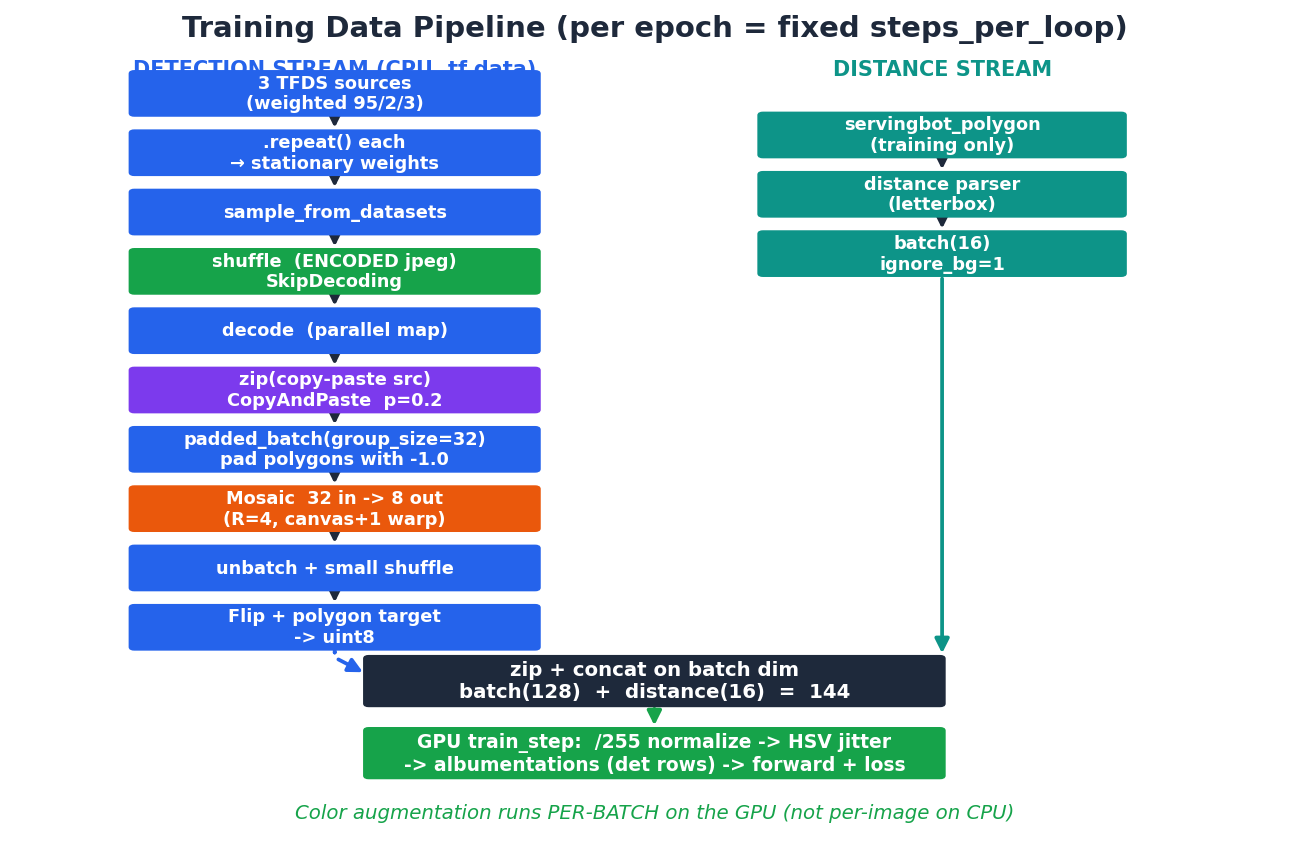 Training Data Pipeline (per epoch = fixed steps_per_loop)
DETECTION STREAM (CPU, tf.data)
3 TFDS sources
(weighted 95/2/3)
.repeat() each
→ stationary weights
sample_from_datasets
shuffle  (ENCODED jpeg)
SkipDecoding
decode  (parallel map)
zip(copy-paste src)
CopyAndPaste  p=0.2
padded_batch(group_size=32)
pad polygons with -1.0
Mosaic  32 in -> 8 out
(R=4, canvas+1 warp)
unbatch + small shuffle
Flip + polygon target
-> uint8
DISTANCE STREAM
servingbot_polygon
(training only)
distance parser
(letterbox)
batch(16)
ignore_bg=1
zip + concat on batch dim
batch(128)  +  distance(16)  =  144
GPU train_step:  /255 normalize -> HSV jitter
-> albumentations (det rows) -> forward + loss
Color augmentation runs PER-BATCH on the GPU (not per-image on CPU)